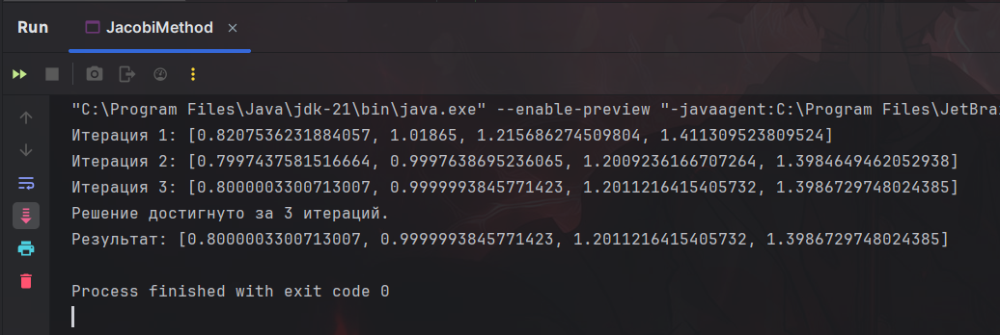 Run JacobiMethod ×
"C:\Program Files\Java\jdk-21\bin\java.exe" --enable-preview "-javaagent:C:\Program Files\JetBra
Итерация 1: [0.8207536231884057, 1.01865, 1.215686274509804, 1.411309523809524]
Итерация 2: [0.7997437581516664, 0.9997638695236065, 1.2009236166707264, 1.3984649462052938]
Итерация 3: [0.8000003300713007, 0.9999993845771423, 1.2011216415405732, 1.3986729748024385]
Решение достигнуто за 3 итераций.
Результат: [0.8000003300713007, 0.9999993845771423, 1.2011216415405732, 1.3986729748024385]
Process finished with exit code 0